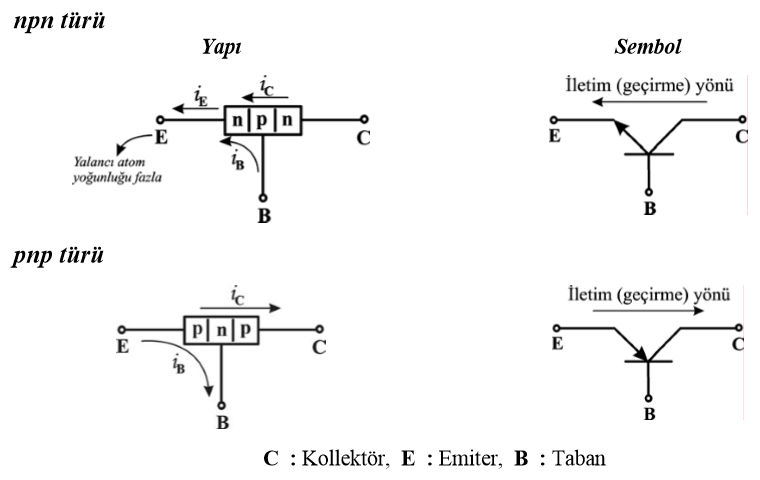 npn türü
Yapı
Sembol
iE
iC
n p n
E
C
iB
B
Yalancı atom
yoğunluğu fazla
İletim (geçirme) yönü
E
C
B
pnp türü
iC
p n p
E
C
iB
B
İletim (geçirme) yönü
E
C
B
C : Kollektör, E : Emiter, B : Taban